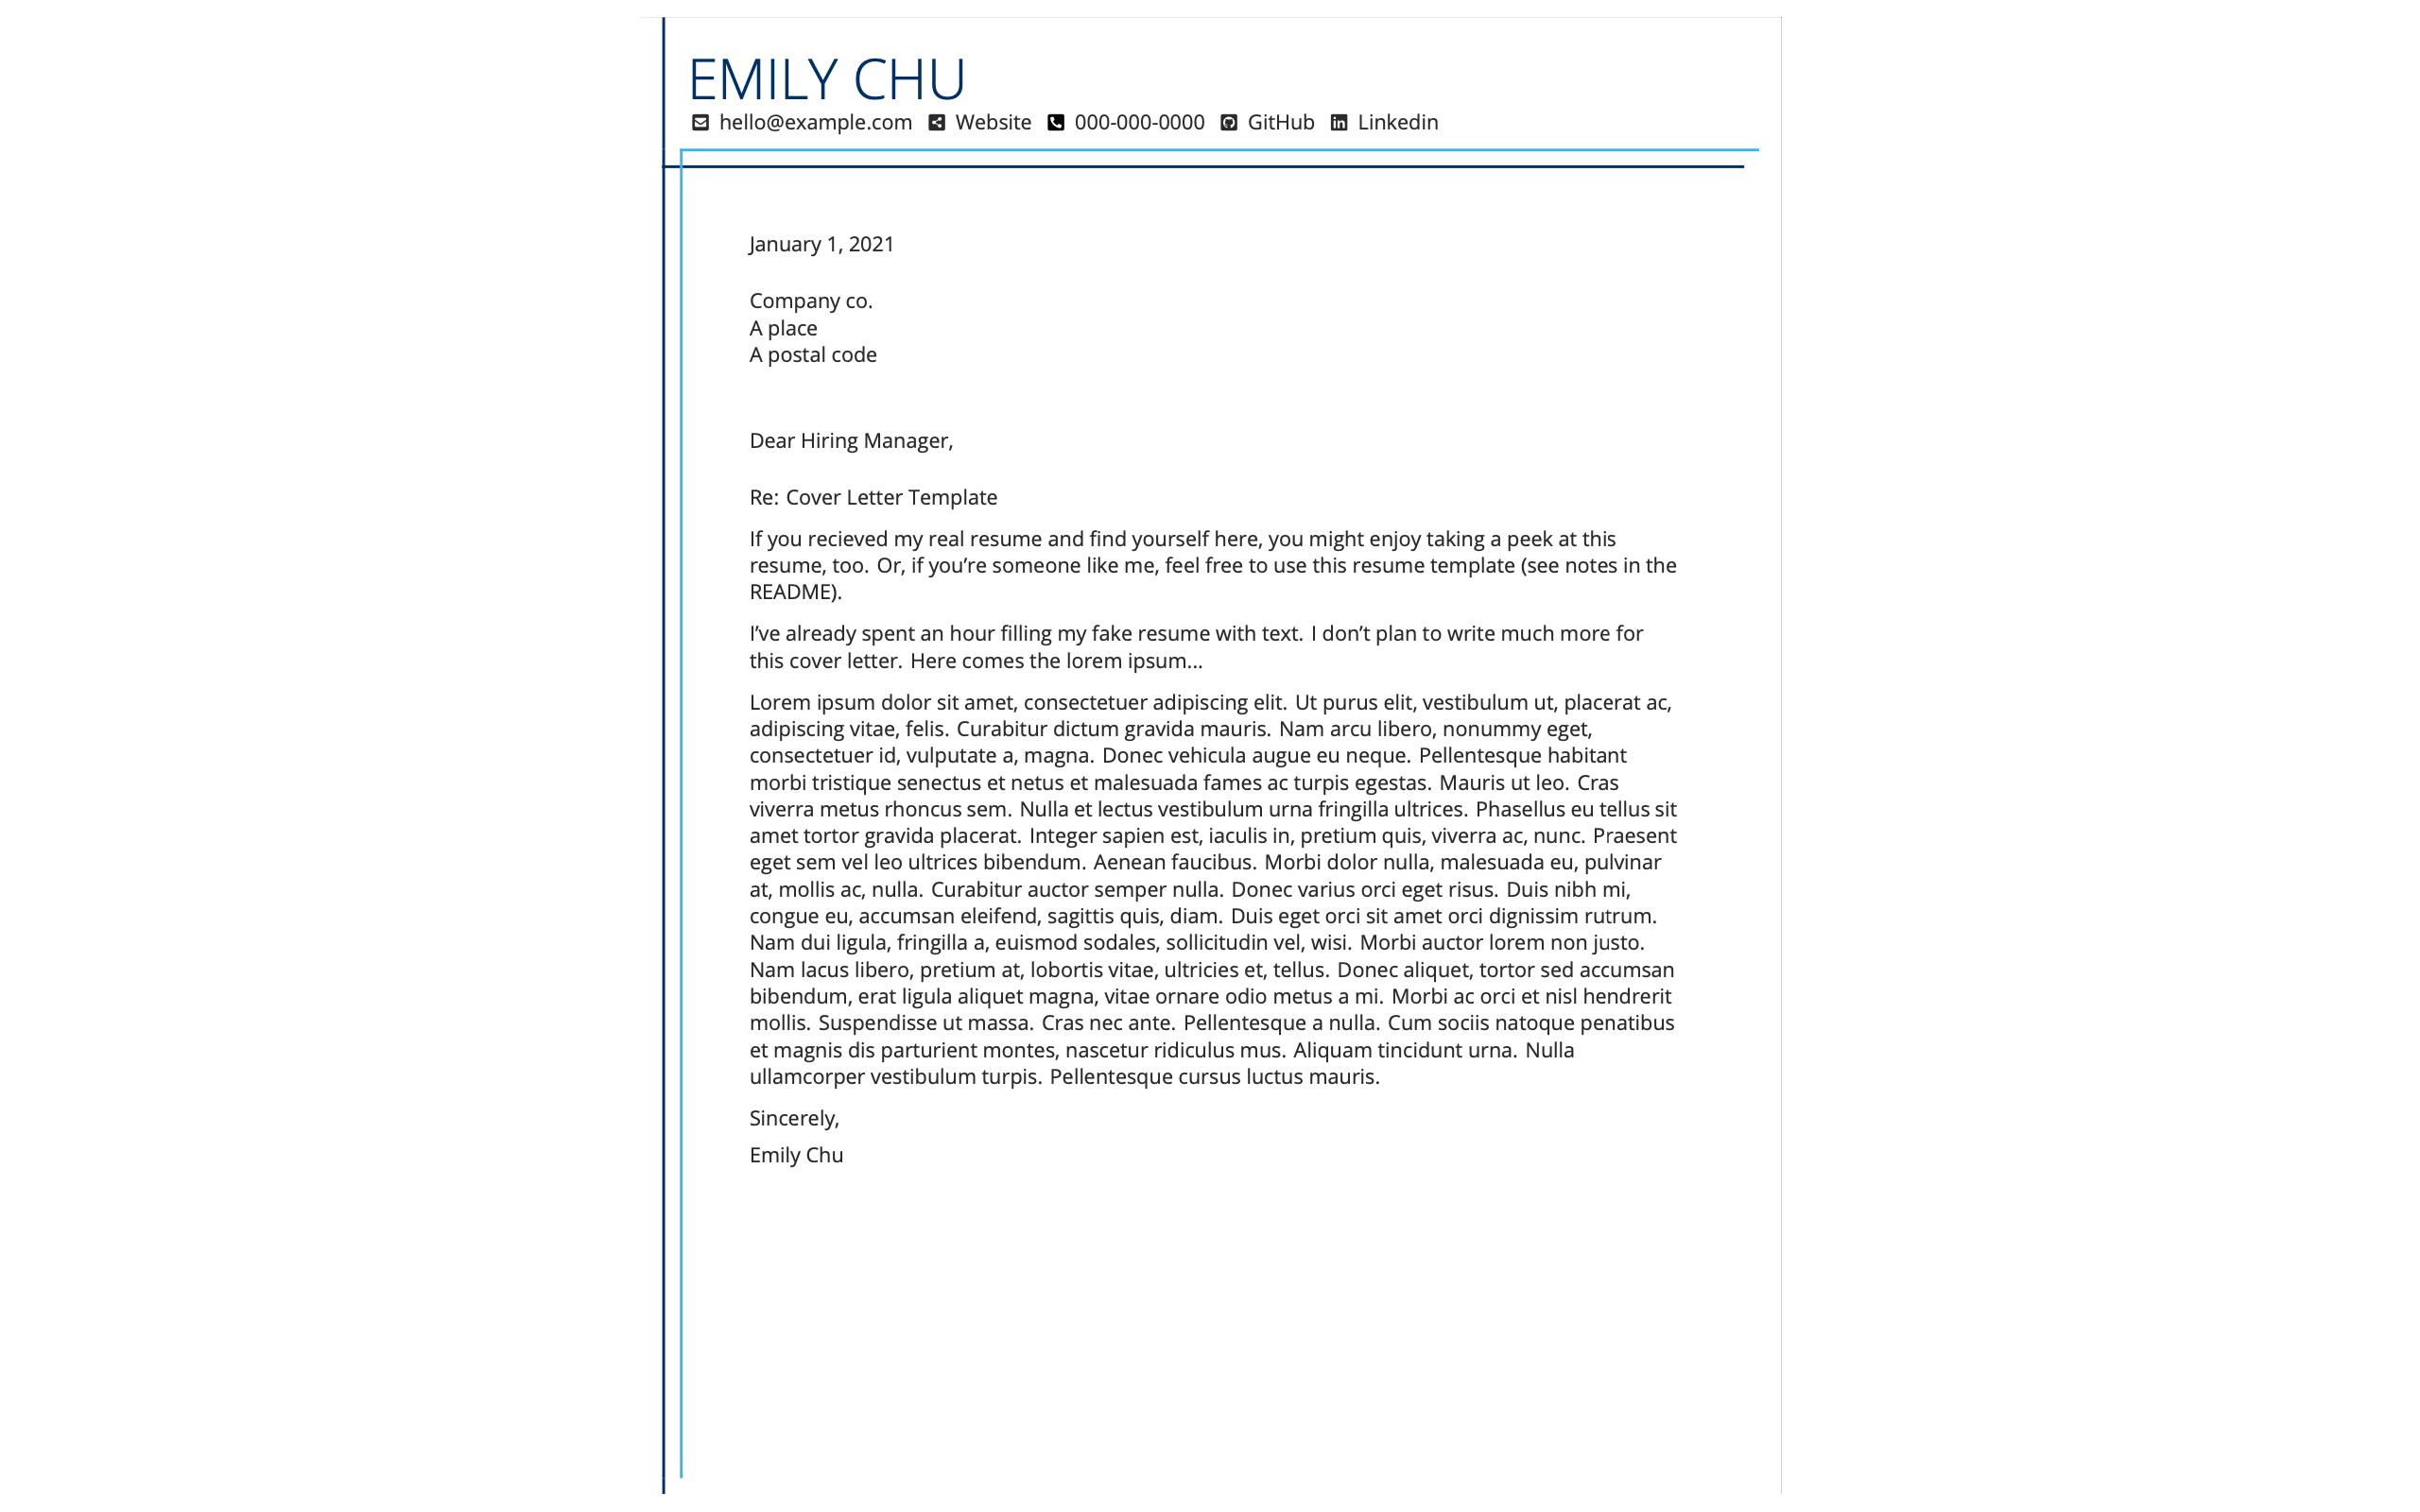 EMILY CHU
hello@example.com Website 000-000-0000 GitHub Linkedin
January 1, 2021
Company co.
A place
A postal code
Dear Hiring Manager,
Re: Cover Letter Template
If you recieved my real resume and find yourself here, you might enjoy taking a peek at this
resume, too. Or, if you’re someone like me, feel free to use this resume template (see notes in the
README).
I’ve already spent an hour filling my fake resume with text. I don’t plan to write much more for
this cover letter. Here comes the lorem ipsum...
Lorem ipsum dolor sit amet, consectetuer adipiscing elit. Ut purus elit, vestibulum ut, placerat ac,
adipiscing vitae, felis. Curabitur dictum gravida mauris. Nam arcu libero, nonummy eget,
consectetuer id, vulputate a, magna. Donec vehicula augue eu neque. Pellentesque habitant
morbi tristique senectus et netus et malesuada fames ac turpis egestas. Mauris ut leo. Cras
viverra metus rhoncus sem. Nulla et lectus vestibulum urna fringilla ultrices. Phasellus eu tellus sit
amet tortor gravida placerat. Integer sapien est, iaculis in, pretium quis, viverra ac, nunc. Praesent
eget sem vel leo ultrices bibendum. Aenean faucibus. Morbi dolor nulla, malesuada eu, pulvinar
at, mollis ac, nulla. Curabitur auctor semper nulla. Donec varius orci eget risus. Duis nibh mi,
congue eu, accumsan eleifend, sagittis quis, diam. Duis eget orci sit amet orci dignissim rutrum.
Nam dui ligula, fringilla a, euismod sodales, sollicitudin vel, wisi. Morbi auctor lorem non justo.
Nam lacus libero, pretium at, lobortis vitae, ultricies et, tellus. Donec aliquet, tortor sed accumsan
bibendum, erat ligula aliquet magna, vitae ornare odio metus a mi. Morbi ac orci et nisl hendrerit
mollis. Suspendisse ut massa. Cras nec ante. Pellentesque a nulla. Cum sociis natoque penatibus
et magnis dis parturient montes, nascetur ridiculus mus. Aliquam tincidunt urna. Nulla
ullamcorper vestibulum turpis. Pellentesque cursus luctus mauris.
Sincerely,
Emily Chu